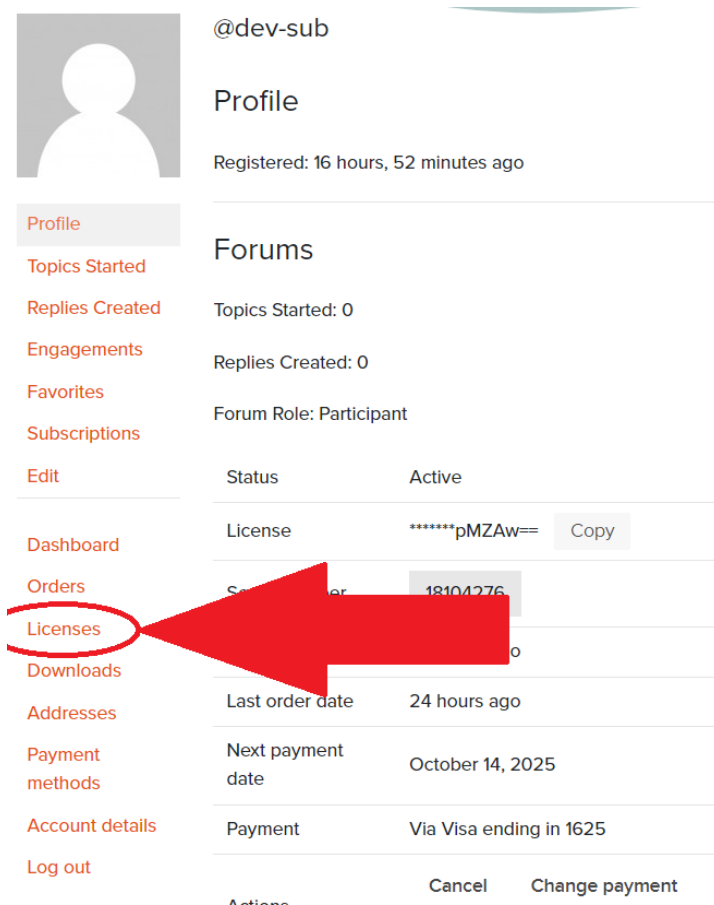 @dev-sub
Profile
Registered: 16 hours, 52 minutes ago
Profile
Topics Started
Replies Created
Engagements
Favorites
Subscriptions
Edit
Dashboard
Orders
Licenses
Downloads
Addresses
Payment
methods
Account details
Log out
Forums
Topics Started: 0
Replies Created: 0
Forum Role: Participant
Status Active
License *******pMZAw== Copy
18104276
Last order date 24 hours ago
Next payment
date October 14, 2025
Payment Via Visa ending in 1625
Actions Cancel Change payment